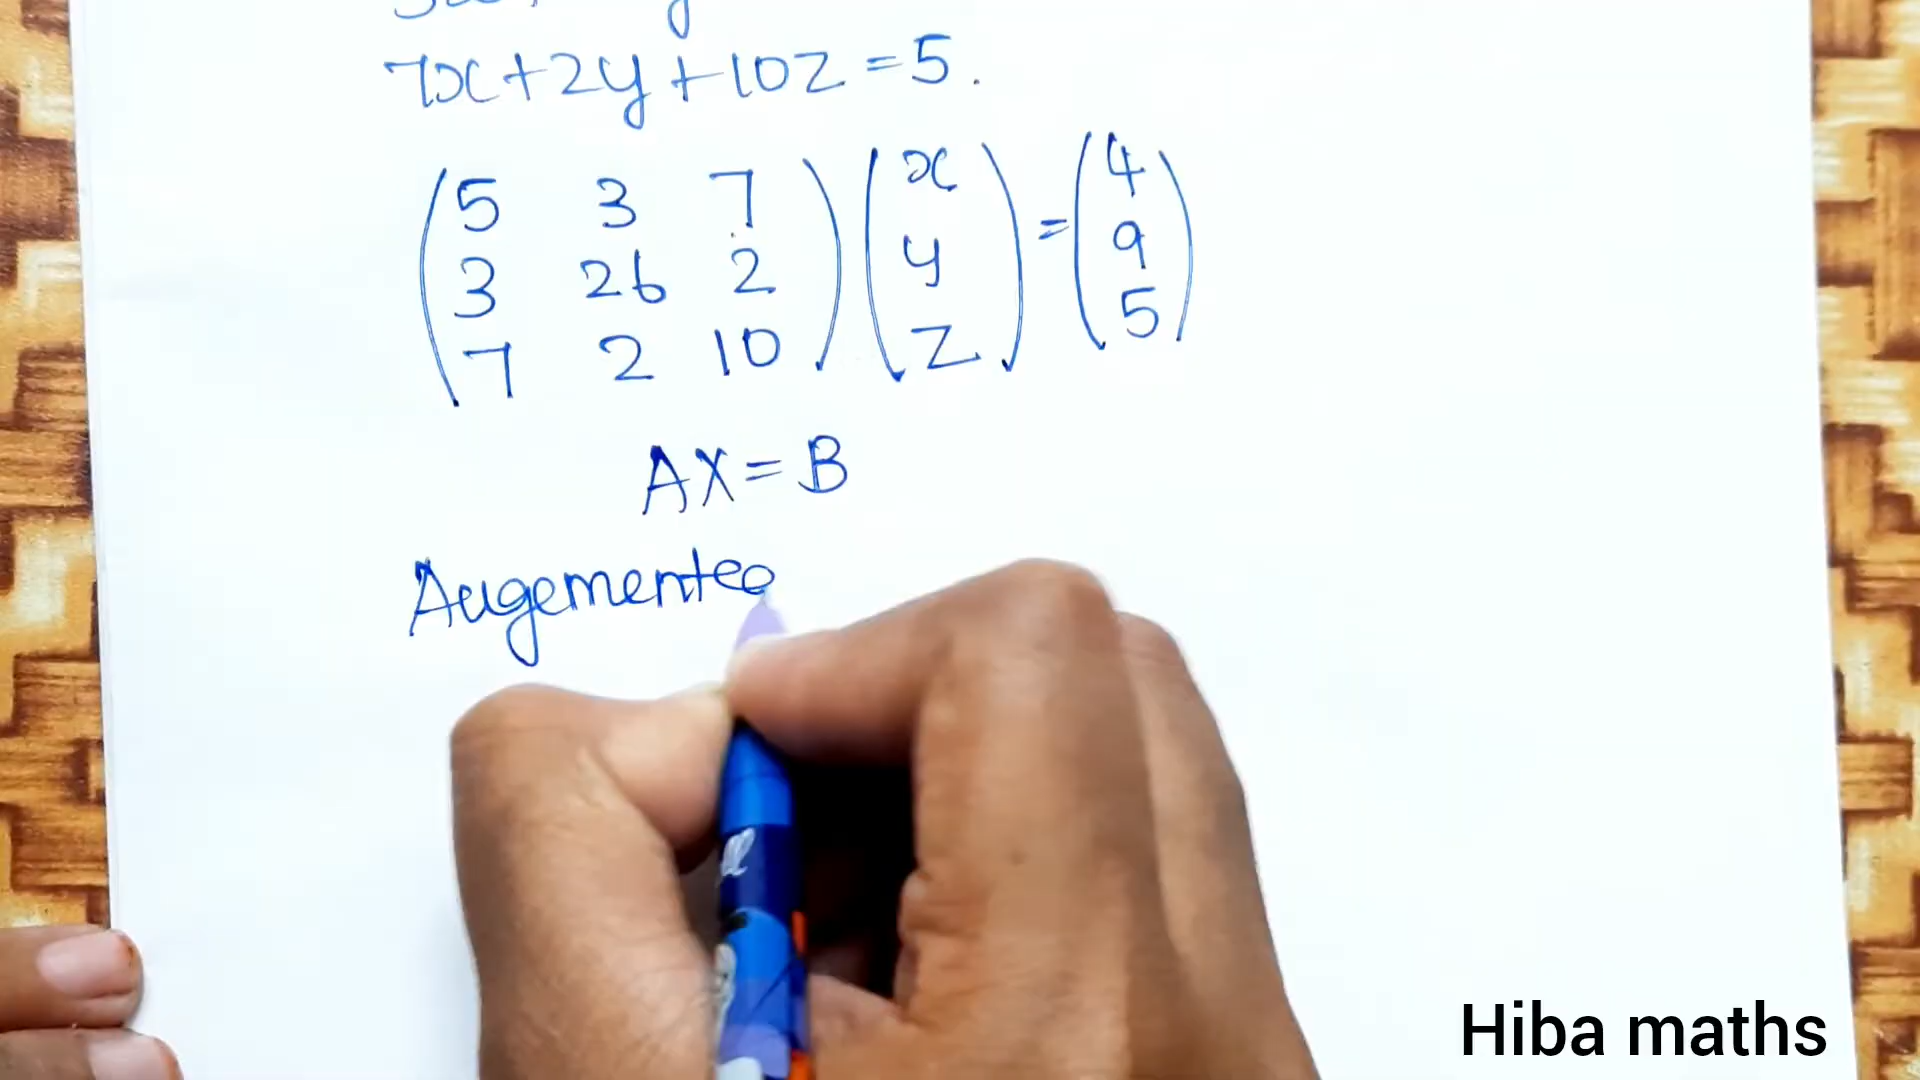 7x+2y+10z=5.
5 3 7 x 4
3 26 2 y = 9
7 2 10 z 5
AX=B
Augemented
Hiba maths